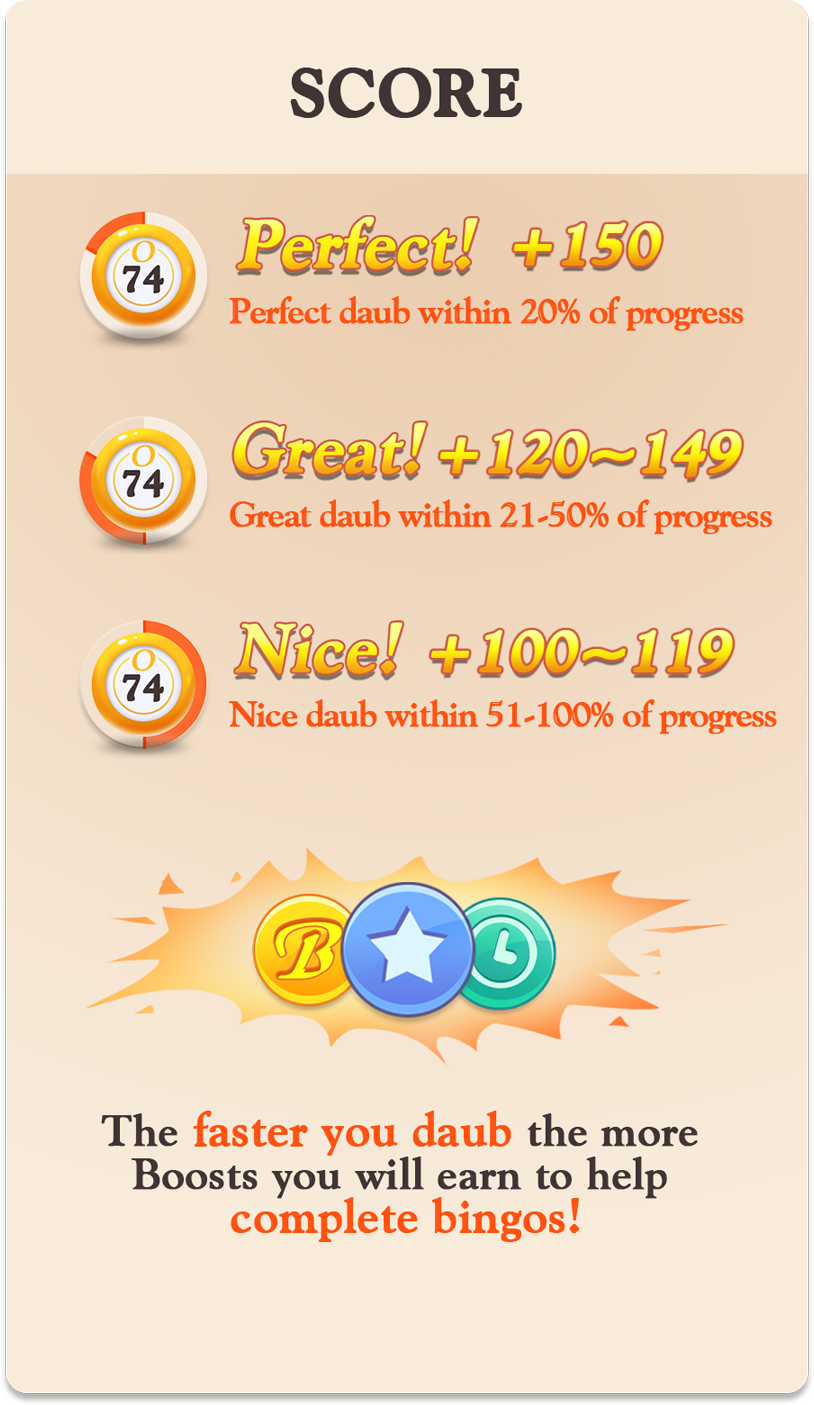 SCORE
O
74
Perfect! +150
Perfect daub within 20% of progress
O
74
Great! +120~149
Great daub within 21-50% of progress
O
74
Nice! +100~119
Nice daub within 51-100% of progress
B
The faster you daub the more
Boosts you will earn to help
complete bingos!